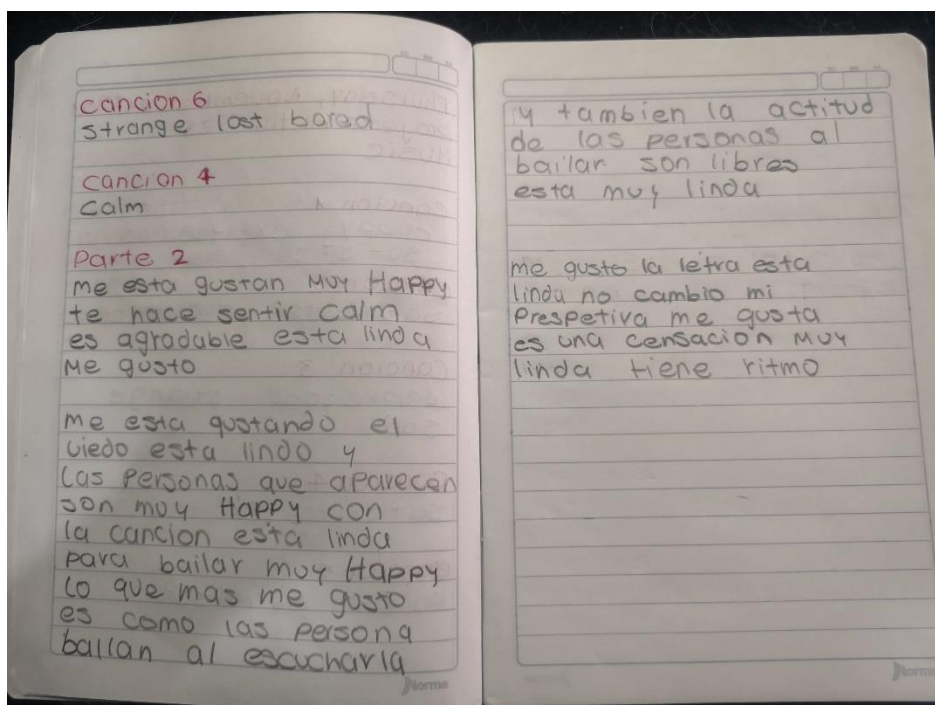 cancion 6
strange lost bared
cancion 4
calm
Parte 2
me esta gustan MUY Happy
te hace sentir calm
es agradable esta linda
Me gusto
me esta gustando el
viedo esta lindo y
Las Personas que aparecen
son muy Happy con
la cancion esta linda
para bailar muy Happy
lo que mas me gusto
es como las persona
bailan al escucharla
Norma
y tambien la actitud
de las personas al
bailar son libres
esta muy linda
me gusto la letra esta
linda no cambio mi
Prespetiva me gusta
es una censacion MUY
linda tiene ritmo
Norma